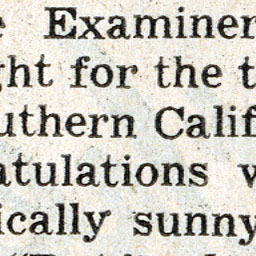 e Examiner
ght for the t
uthern Calif
atulations w
ically sunny